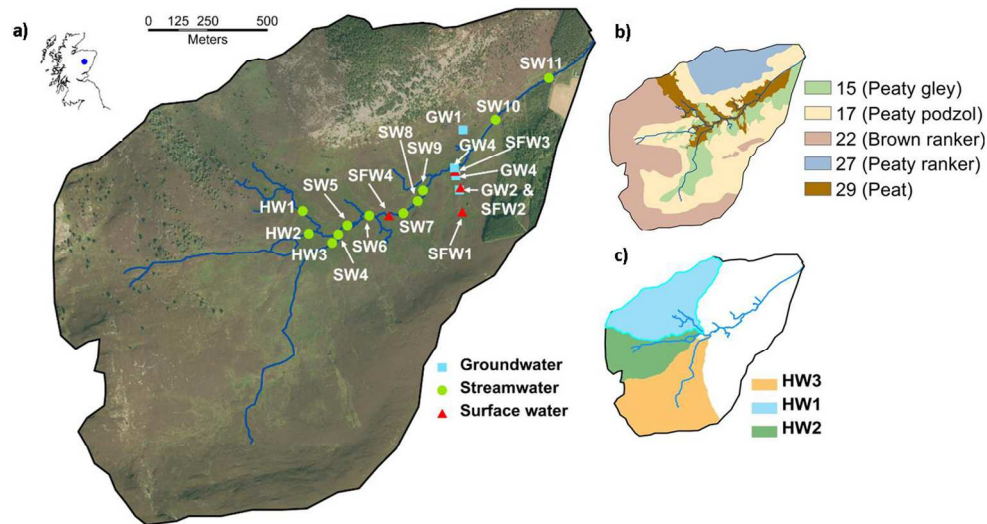 a)
0 125 250 500
Meters
SW11
SW10
GW1
SW8
GW4
SFW3
SW9
SW5
SFW4
GW4
HW1
GW2 &
SFW2
HW2
SW7
SW6
HW3
SFW1
SW4
Groundwater
Streamwater
Surface water
b)
15 (Peaty gley)
17 (Peaty podzol)
22 (Brown ranker)
27 (Peaty ranker)
29 (Peat)
c)
HW3
HW1
HW2